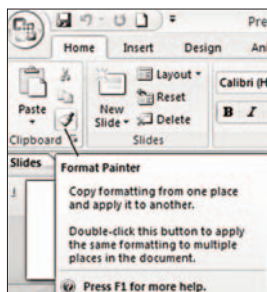 Pre
Home Insert Design Ani
Paste
New Slide
Layout
Reset
Delete
Calibri (H
B I
Clipboard
Slides
Slides
1
Format Painter
Copy formatting from one place
and apply it to another.
Double-click this button to apply
the same formatting to multiple
places in the document.
Press F1 for more help.